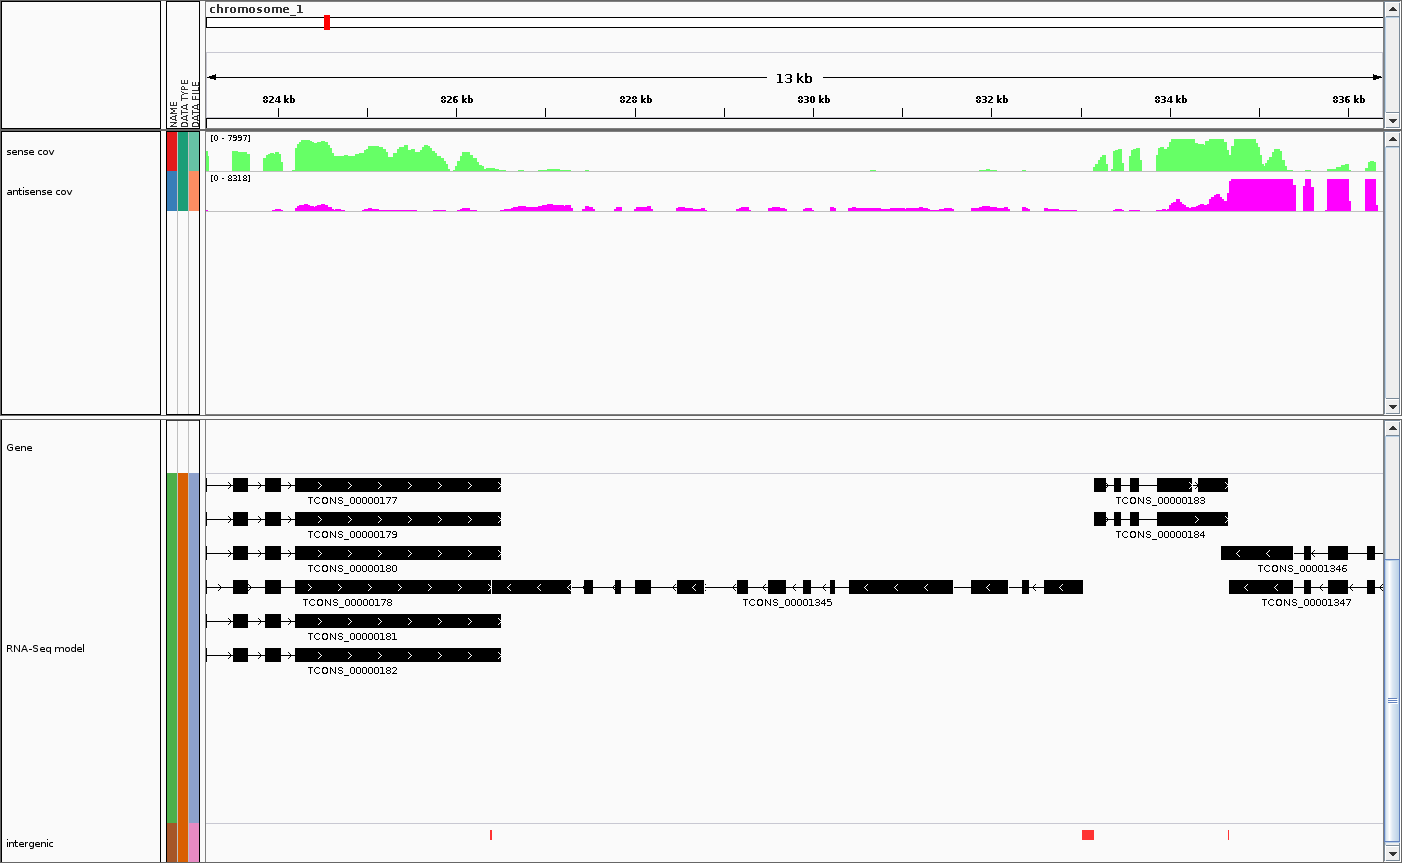 chromosome_1
13 kb
824 kb 826 kb 828 kb 830 kb 832 kb 834 kb 836 kb
NAME
DATA TYPE
DATA FILE
sense cov
[0 - 7997]
antisense cov
[0 - 8318]
Gene
TCONS_00000177 TCONS_00000183
TCONS_00000179 TCONS_00000184
TCONS_00000180 TCONS_00001346
TCONS_00000178 TCONS_00001345 TCONS_00001347
TCONS_00000181
RNA-Seq model
TCONS_00000182
intergenic